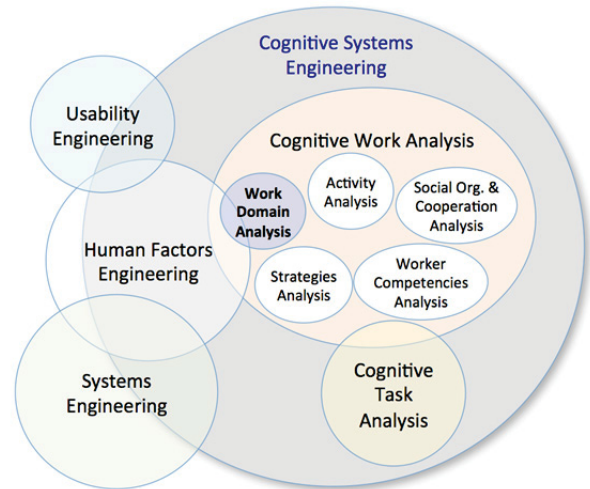 Cognitive Systems
Engineering
Usability
Engineering
Cognitive Work Analysis
Work
Domain
Analysis
Activity
Analysis
Social Org. &
Cooperation
Analysis
Human Factors
Engineering
Strategies
Analysis
Worker
Competencies
Analysis
Systems
Engineering
Cognitive
Task
Analysis